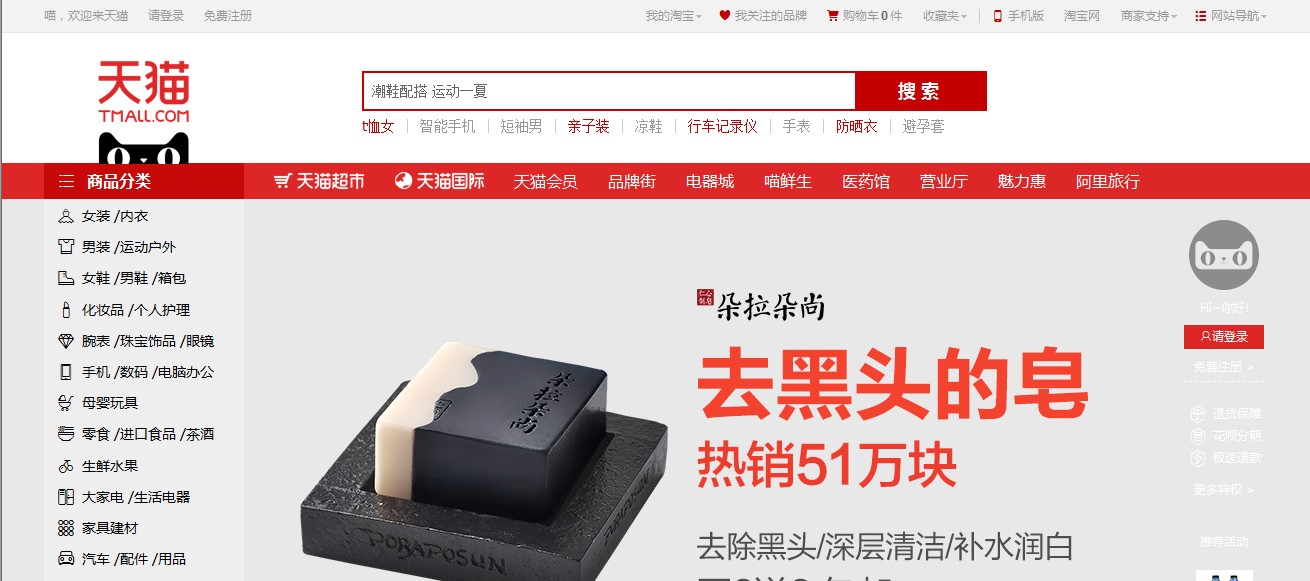 喵，欢迎来天猫 请登录 免费注册 我的淘宝 我关注的品牌 购物车0件 收藏夹 手机版 淘宝网 商家支持 网站导航
天猫
TMALL.COM
潮鞋配搭 运动一夏 搜索
t恤女 智能手机 短袖男 亲子装 凉鞋 行车记录仪 手表 防晒衣 避孕套
商品分类 天猫超市 天猫国际 天猫会员 品牌街 电器城 喵鲜生 医药馆 营业厅 魅力惠 阿里旅行
女装 /内衣
男装 /运动户外
女鞋 /男鞋 /箱包
化妆品 /个人护理
腕表 /珠宝饰品 /眼镜
手机 /数码 /电脑办公
母婴玩具
零食 /进口食品 /茶酒
生鲜水果
大家电 /生活电器
家具建材
汽车 /配件 /用品
朵拉朵尚
去黑头的皂
热销51万块
去除黑头/深层清洁/补水润白
朵拉朵尚
Hi~你好!
请登录
免费注册 >
退货保障
花呗分期
极速退款
更多特权 >
推荐活动